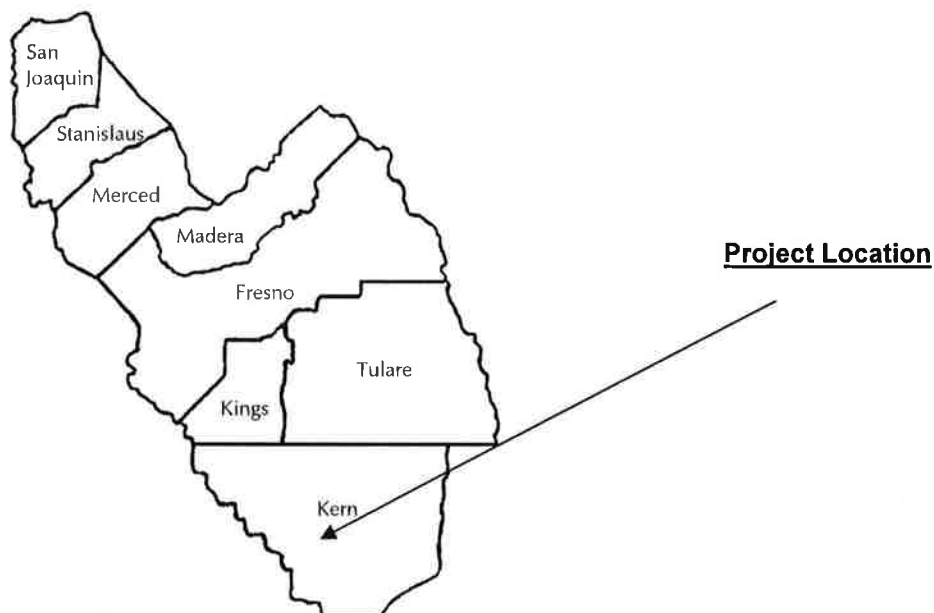 San
Joaquin
Stanislaus
Merced
Madera
Project Location
Fresno
Tulare
Kings
Kern